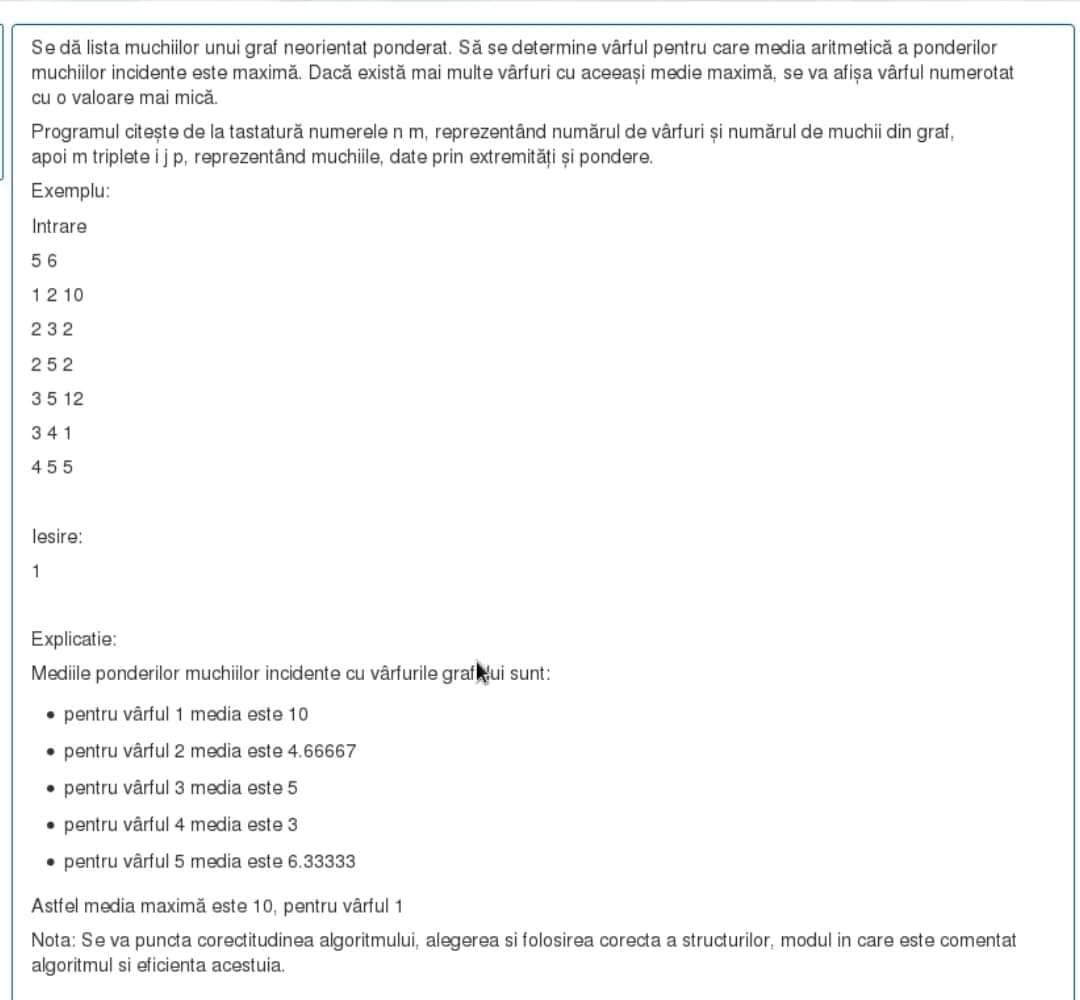 Se dă lista muchiilor unui graf neorientat ponderat. Să se determine vârful pentru care media aritmetică a ponderilor
muchiilor incidente este maximă. Dacă există mai multe vârfuri cu aceeași medie maximă, se va afișa vârful numerotat
cu o valoare mai mică.
Programul citește de la tastatură numerele n m, reprezentând numărul de vârfuri și numărul de muchii din graf,
apoi m triplete i j p, reprezentând muchiile, date prin extremități și pondere.
Exemplu:
Intrare
5 6
1 2 10
2 3 2
2 5 2
3 5 12
3 4 1
4 5 5
Iesire:
1
Explicatie:
Mediile ponderilor muchiilor incidente cu vârfurile grafului sunt:
• pentru vârful 1 media este 10
• pentru vârful 2 media este 4.66667
• pentru vârful 3 media este 5
• pentru vârful 4 media este 3
• pentru vârful 5 media este 6.33333
Astfel media maximă este 10, pentru vârful 1
Nota: Se va puncta corectitudinea algoritmului, alegerea si folosirea corecta a structurilor, modul in care este comentat
algoritmul si eficienta acestuia.